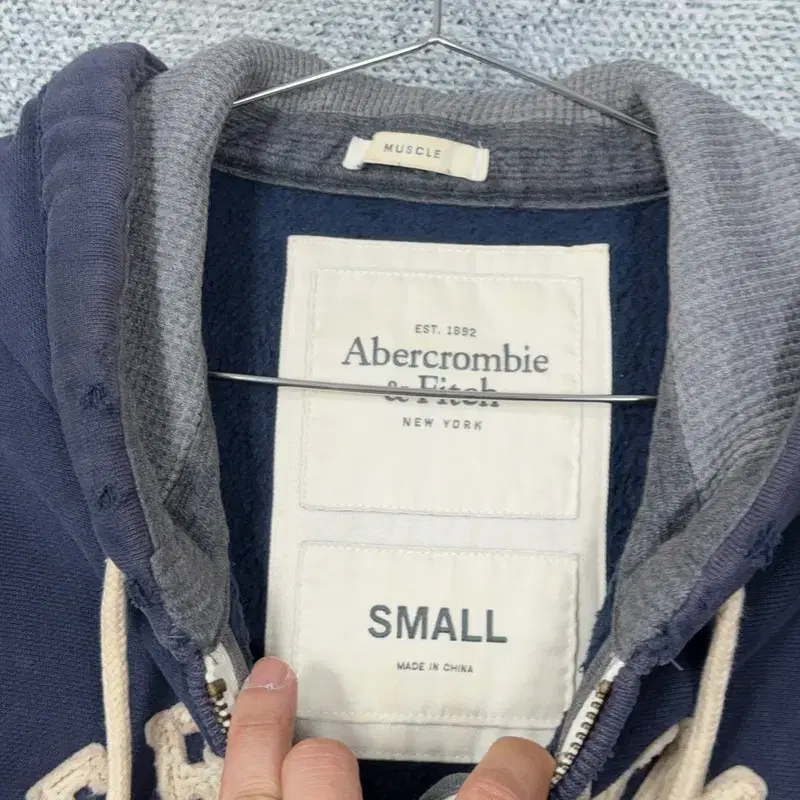 MUSCLE
EST. 1892
Abercrombie
& Fitch
NEW YORK
SMALL
MADE IN CHINA